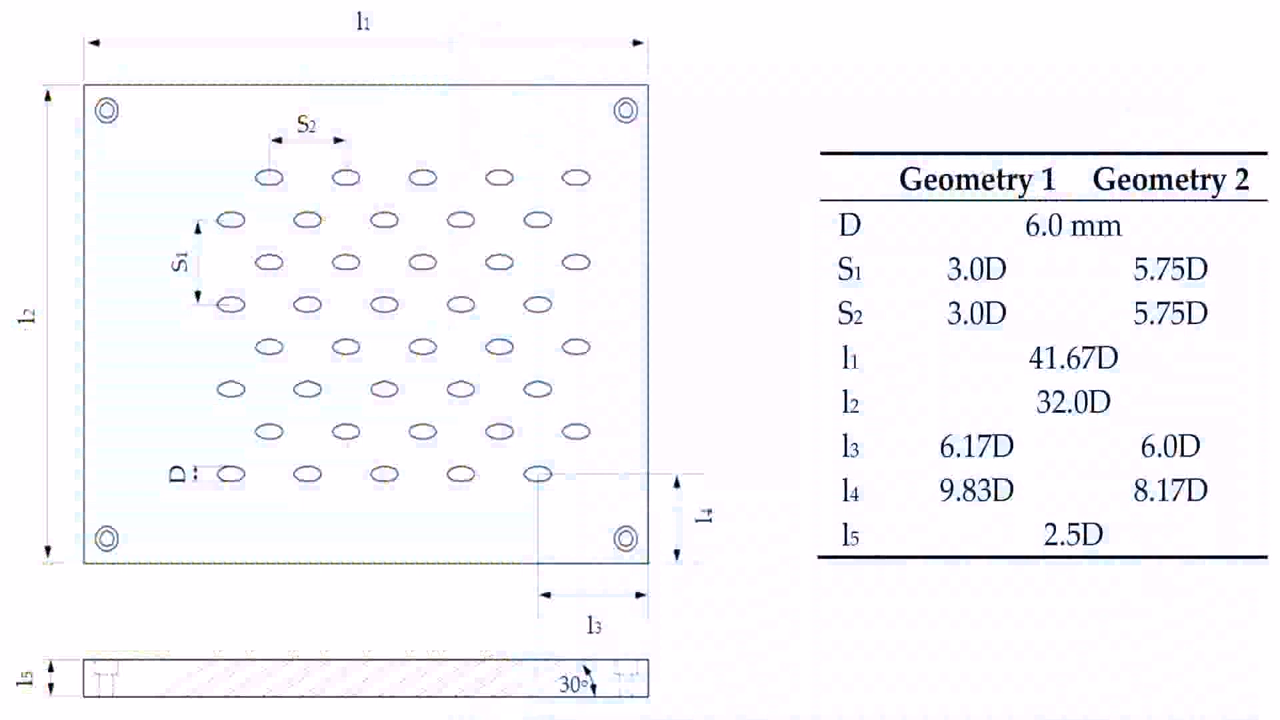 l1
S2
S1
l2
D
l4
l3
l5
30°
Geometry 1 Geometry 2
D 6.0 mm
S1 3.0D 5.75D
S2 3.0D 5.75D
l1 41.67D
l2 32.0D
l3 6.17D 6.0D
l4 9.83D 8.17D
l5 2.5D